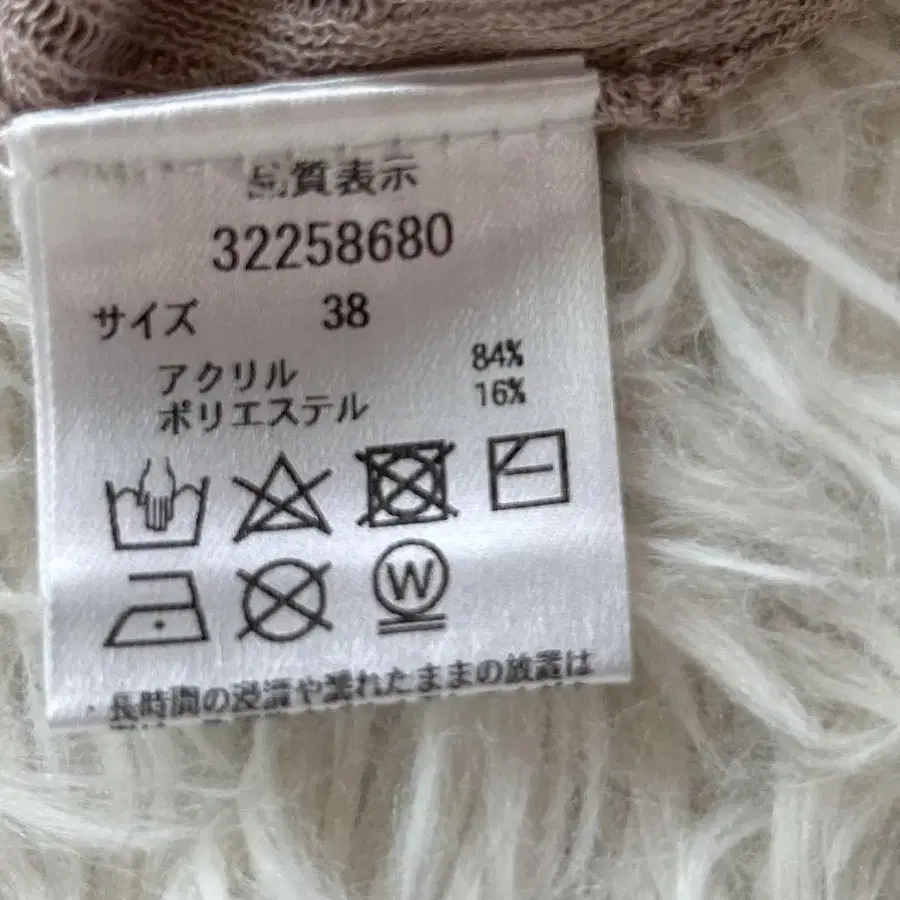 品質表示
32258680
サイズ 38
アクリル 84%
ポリエステル 16%
W
・長時間の浸漬や濡れたままの放置は